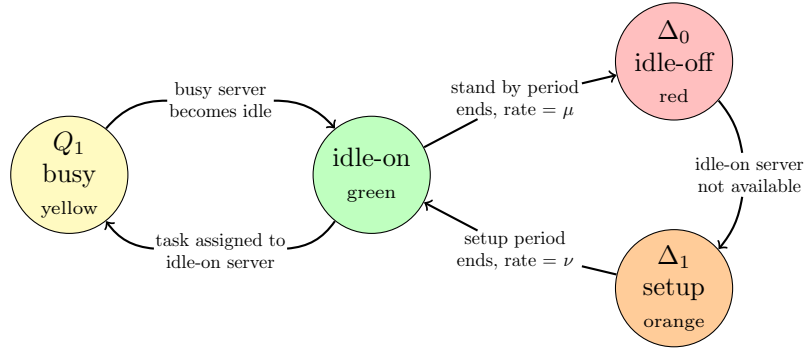 Q₁
busy
yellow
busy server
becomes idle
task assigned to
idle-on server
idle-on
green
stand by period
ends, rate = μ
setup period
ends, rate = ν
Δ₀
idle-off
red
idle-on server
not available
Δ₁
setup
orange